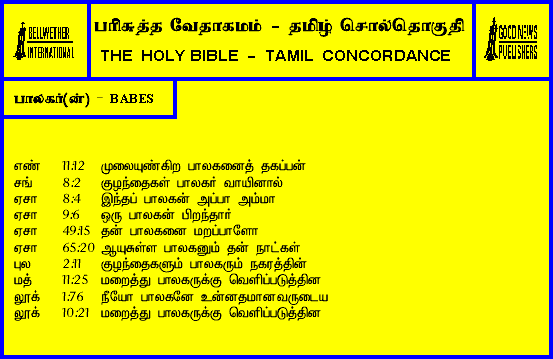 BELLWETHER INTERNATIONAL
பரிசுத்த வேதாகமம் - தமிழ் சொல்தொகுதி
THE HOLY BIBLE - TAMIL CONCORDANCE
GOOD NEWS PUBLISHERS
பாலகர்(ன்) - BABES
எண் 11:12 முலையுண்கிற பாலகனைத் தகப்பன்
சங் 8:2 குழந்தைகள் பாலகர் வாயினால்
ஏசா 8:4 இந்தப் பாலகன் அப்பா அம்மா
ஏசா 9:6 ஒரு பாலகன் பிறந்தார்
ஏசா 49:15 தன் பாலகனை மறப்பாளோ
ஏசா 65:20 ஆயுசுள்ள பாலகனும் தன் நாட்கள்
புல 2:11 குழந்தைகளும் பாலகரும் நகரத்தின்
மத் 11:25 மறைத்து பாலகருக்கு வெளிப்படுத்தின
லூக் 1:76 நீயோ பாலகனே உன்னதமானவருடைய
லூக் 10:21 மறைத்து பாலகருக்கு வெளிப்படுத்தின